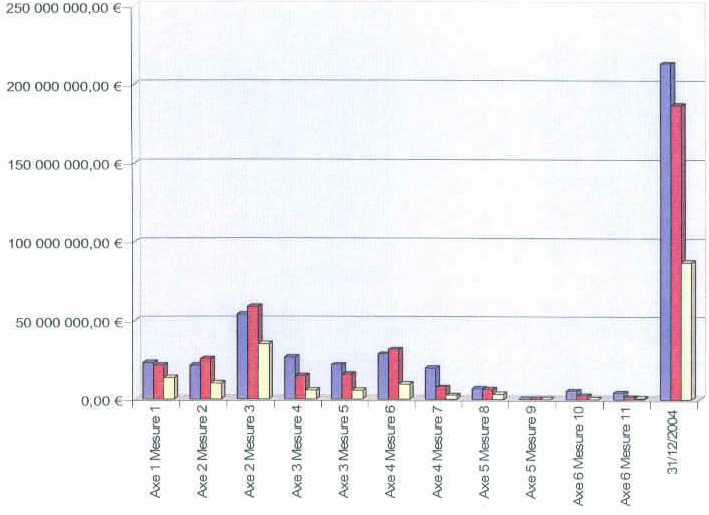 250 000 000,00 €
200 000 000,00 €
150 000 000,00 €
100 000 000,00 €
50 000 000,00 €
0,00 €
Axe 1 Mesure 1
Axe 2 Mesure 2
Axe 2 Mesure 3
Axe 3 Mesure 4
Axe 3 Mesure 5
Axe 4 Mesure 6
Axe 4 Mesure 7
Axe 5 Mesure 8
Axe 5 Mesure 9
Axe 6 Mesure 10
Axe 6 Mesure 11
31/12/2004